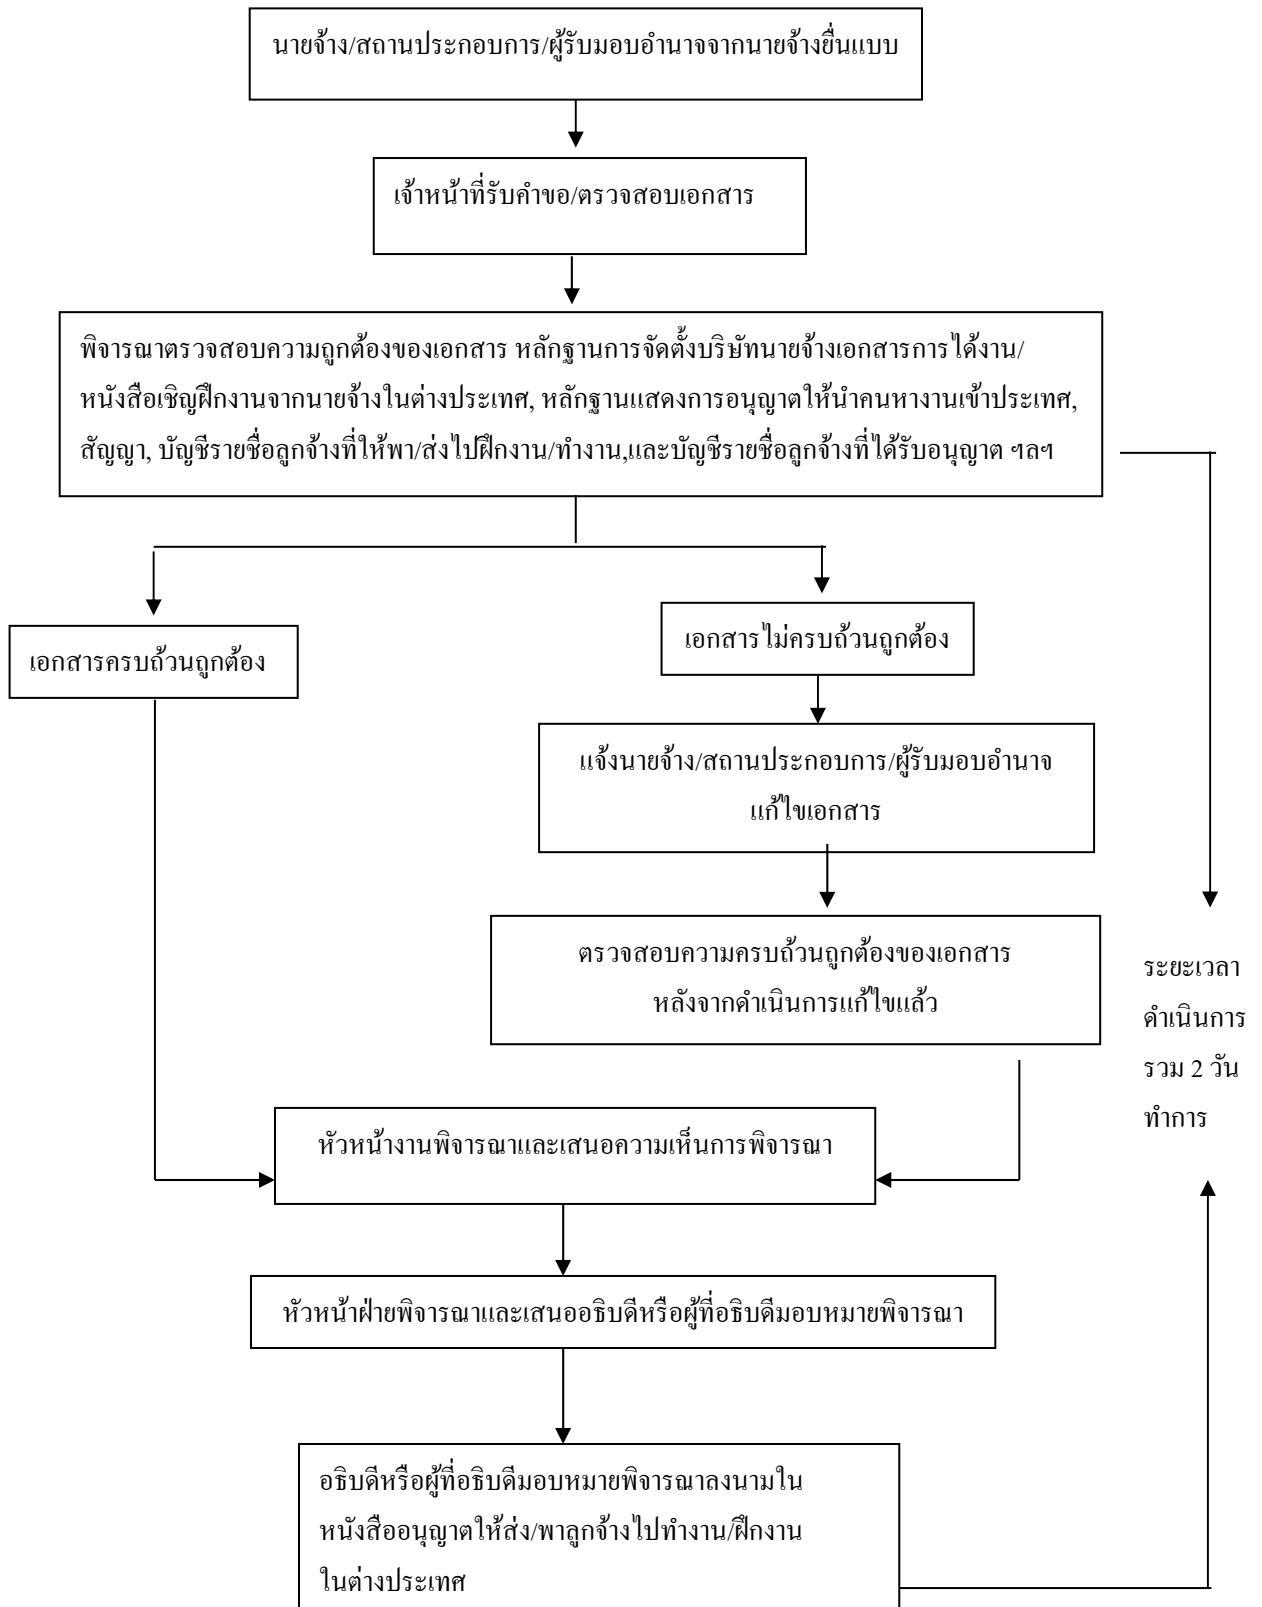 นายจ้าง/สถานประกอบการ/ผู้รับมอบอำนาจจากนายจ้างยื่นแบบ
เจ้าหน้าที่รับคำขอ/ตรวจสอบเอกสาร
พิจารณาตรวจสอบความถูกต้องของเอกสาร หลักฐานการจัดตั้งบริษัทนายจ้างเอกสารการได้งาน/
หนังสือเชิญฝึกงานจากนายจ้างในต่างประเทศ, หลักฐานแสดงการอนุญาตให้นำคนหางานเข้าประเทศ,
สัญญา, บัญชีรายชื่อลูกจ้างที่ให้พา/ส่งไปฝึกงาน/ทำงาน,และบัญชีรายชื่อลูกจ้างที่ได้รับอนุญาต ฯลฯ
เอกสารครบถ้วนถูกต้อง
เอกสารไม่ครบถ้วนถูกต้อง
แจ้งนายจ้าง/สถานประกอบการ/ผู้รับมอบอำนาจ
แก้ไขเอกสาร
ตรวจสอบความครบถ้วนถูกต้องของเอกสาร
หลังจากดำเนินการแก้ไขแล้ว
ระยะเวลา
ดำเนินการ
รวม 2 วัน
ทำการ
หัวหน้างานพิจารณาและเสนอความเห็นการพิจารณา
หัวหน้าฝ่ายพิจารณาและเสนออธิบดีหรือผู้ที่อธิบดีมอบหมายพิจารณา
อธิบดีหรือผู้ที่อธิบดีมอบหมายพิจารณาลงนามใน
หนังสืออนุญาตให้ส่ง/พาลูกจ้างไปทำงาน/ฝึกงาน
ในต่างประเทศ